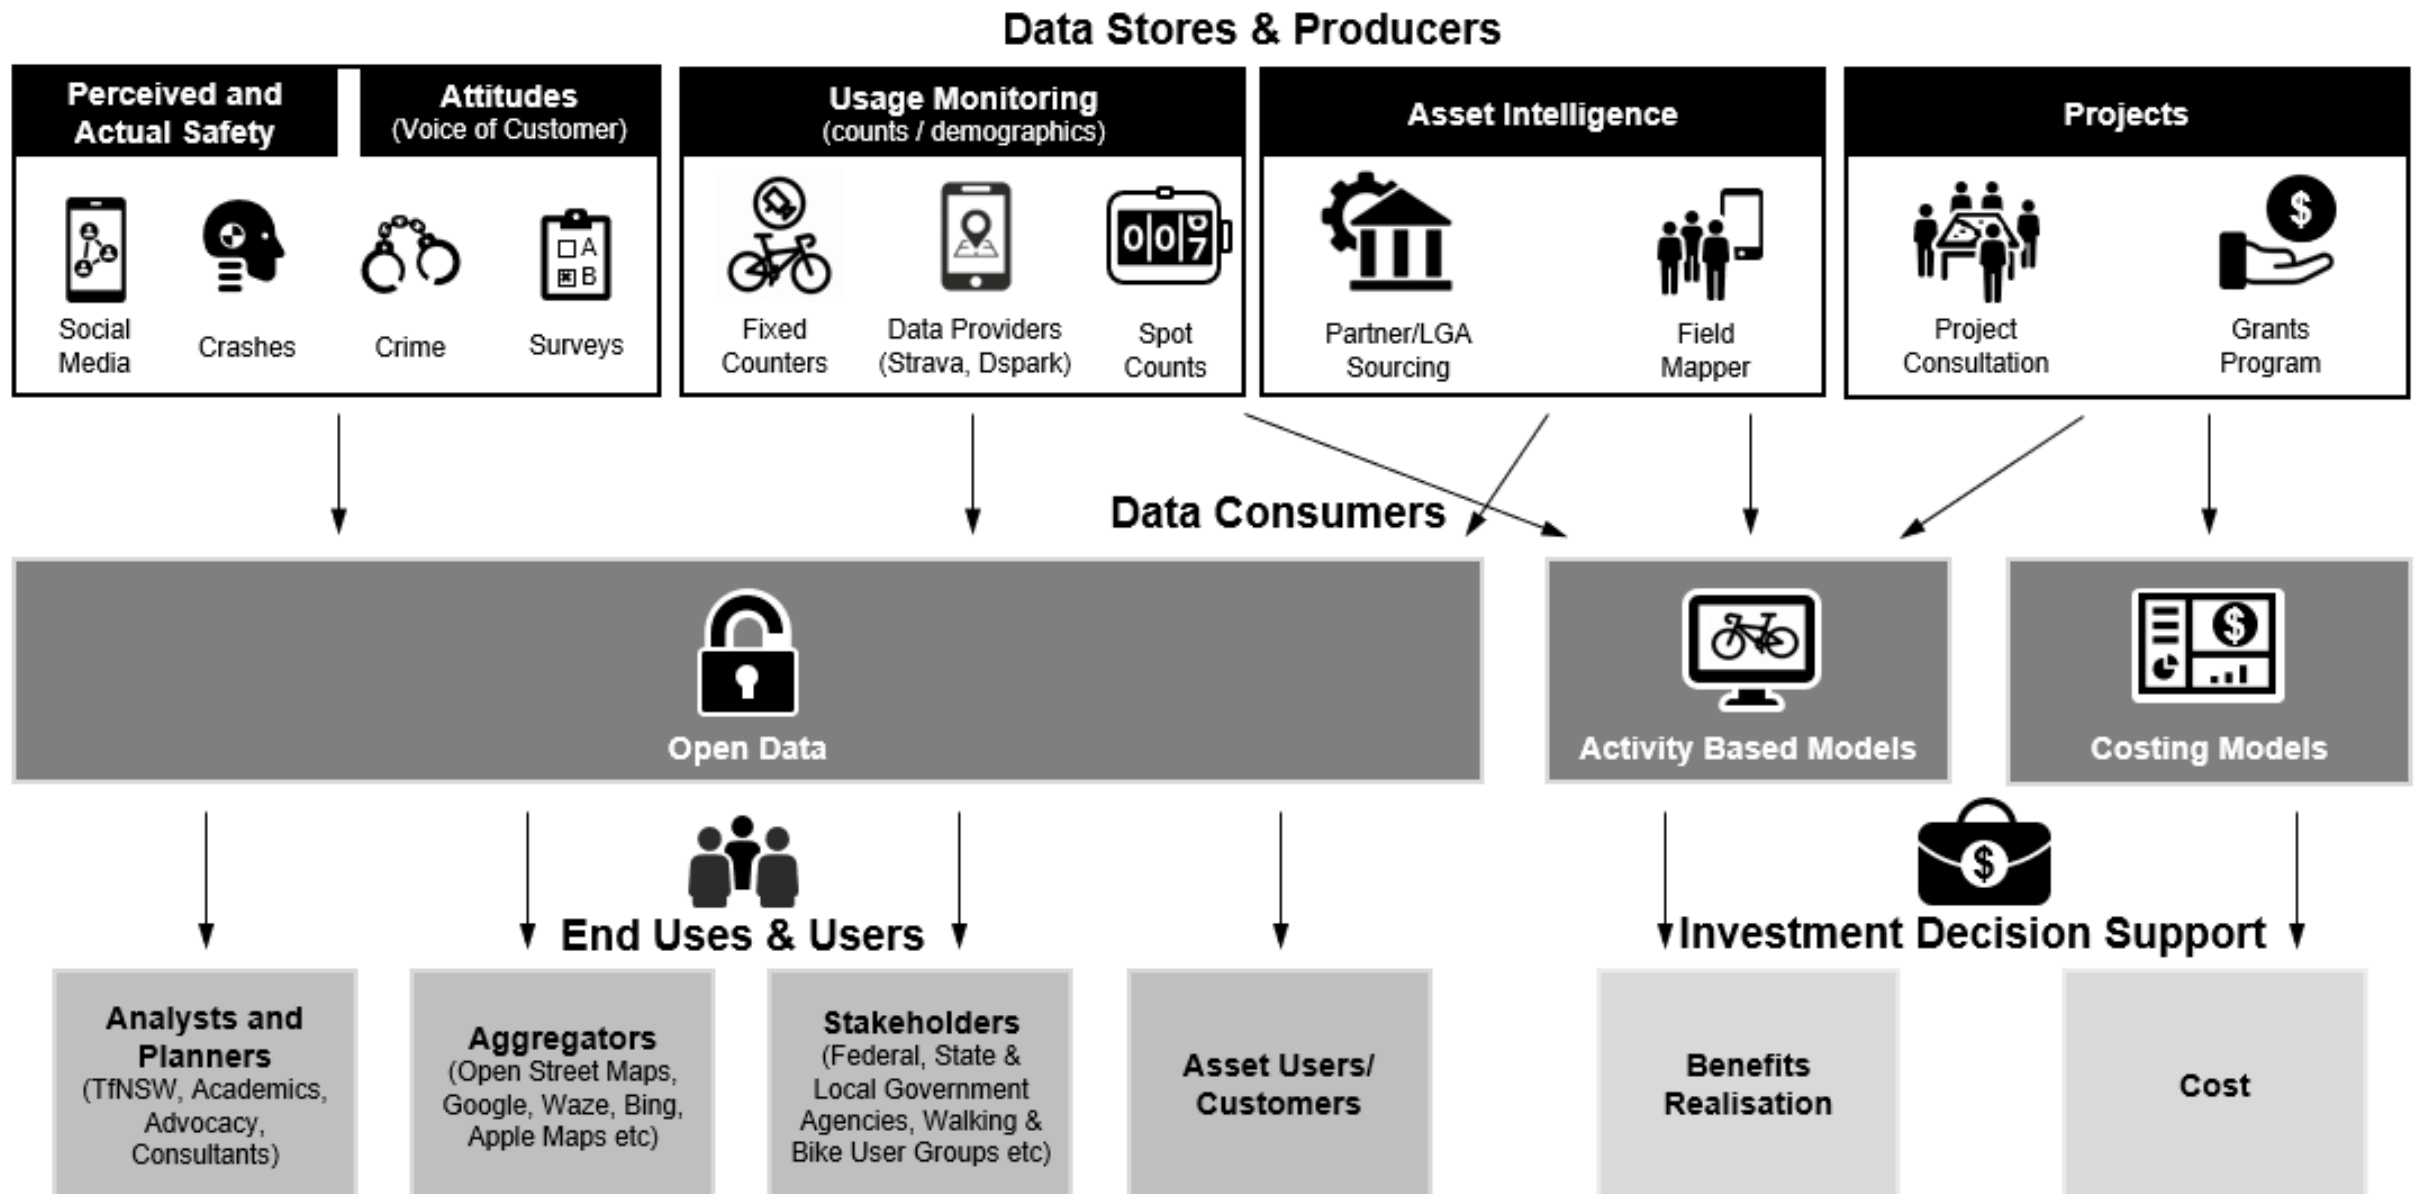 Data Stores & Producers
Perceived and
Actual Safety
Attitudes
(Voice of Customer)
Usage Monitoring
(counts / demographics)
Asset Intelligence
Projects
A
B
0 0 7
$
Social
Media
Crashes
Crime
Surveys
Fixed
Counters
Data Providers
(Strava, Dspark)
Spot
Counts
Partner/LGA
Sourcing
Field
Mapper
Project
Consultation
Grants
Program
Data Consumers
$
Open Data
Activity Based Models
Costing Models
$
End Uses & Users
Investment Decision Support
Analysts and
Planners
(TfNSW, Academics,
Advocacy,
Consultants)
Aggregators
(Open Street Maps,
Google, Waze, Bing,
Apple Maps etc)
Stakeholders
(Federal, State &
Local Government
Agencies, Walking &
Bike User Groups etc)
Asset Users/
Customers
Benefits
Realisation
Cost